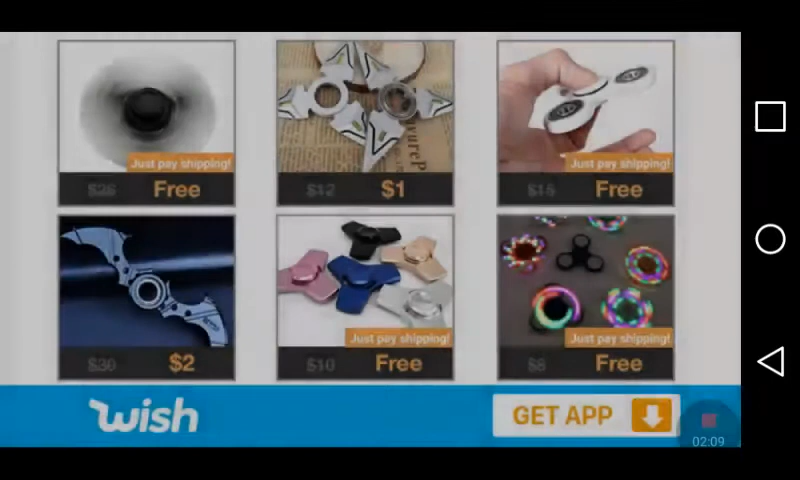 Just pay shipping!
$26 Free
$12 $1
Just pay shipping!
$15 Free
$30 $2
Just pay shipping!
$10 Free
Just pay shipping!
$8 Free
wish
GET APP
02:09